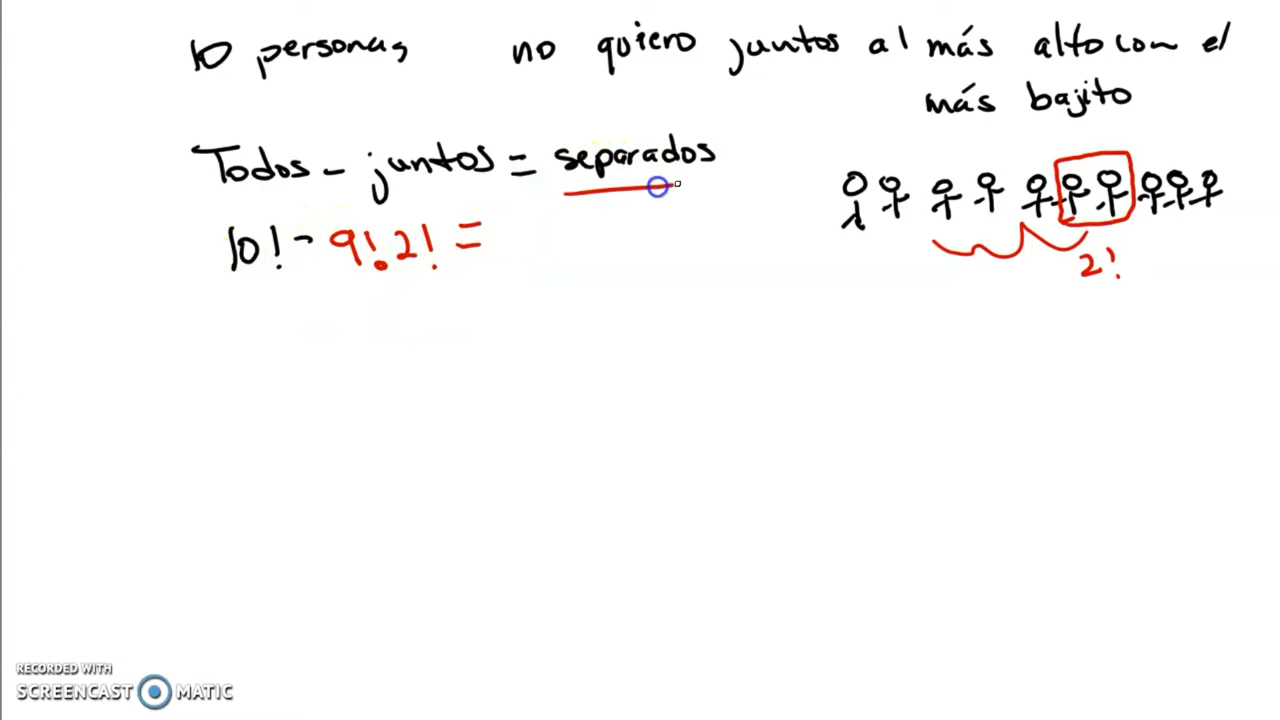 10 personas no quiero juntos al más alto con el
más bajito
Todos - juntos = separados
10! - 9! 2! =
2!
RECORDED WITH
SCREENCAST MATIC